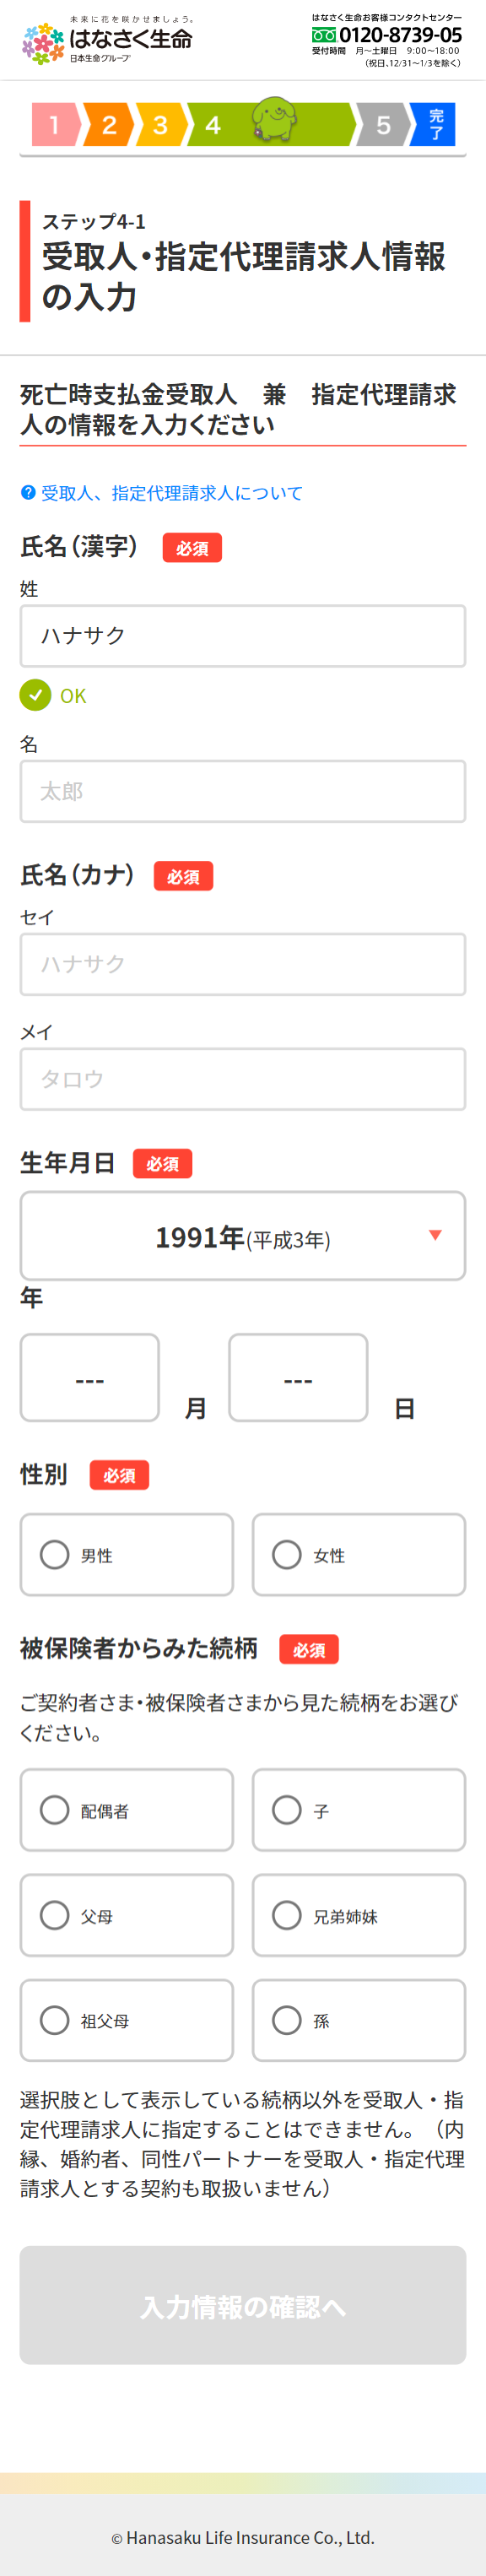 未来に花を咲かせましょう。
はなさく生命
日本生命グループ
はなさく生命お客様コンタクトセンター
0120-8739-05
受付時間 月～土曜日 9:00～18:00
(祝日、12/31～1/3を除く)
1 2 3 4 5 完了
ステップ4-1
受取人・指定代理請求人情報
の入力
死亡時支払金受取人 兼 指定代理請求
人の情報を入力ください
? 受取人、指定代理請求人について
氏名（漢字） 必須
姓
ハナサク
OK
名
太郎
氏名（カナ） 必須
セイ
ハナサク
メイ
タロウ
生年月日 必須
1991年(平成3年)
年
--- 月 --- 日
性別 必須
男性 女性
被保険者からみた続柄 必須
ご契約者さま・被保険者さまから見た続柄をお選び
ください。
配偶者 子
父母 兄弟姉妹
祖父母 孫
選択肢として表示している続柄以外を受取人・指
定代理請求人に指定することはできません。（内
縁、婚約者、同性パートナーを受取人・指定代理
請求人とする契約も取扱いません）
入力情報の確認へ
© Hanasaku Life Insurance Co., Ltd.